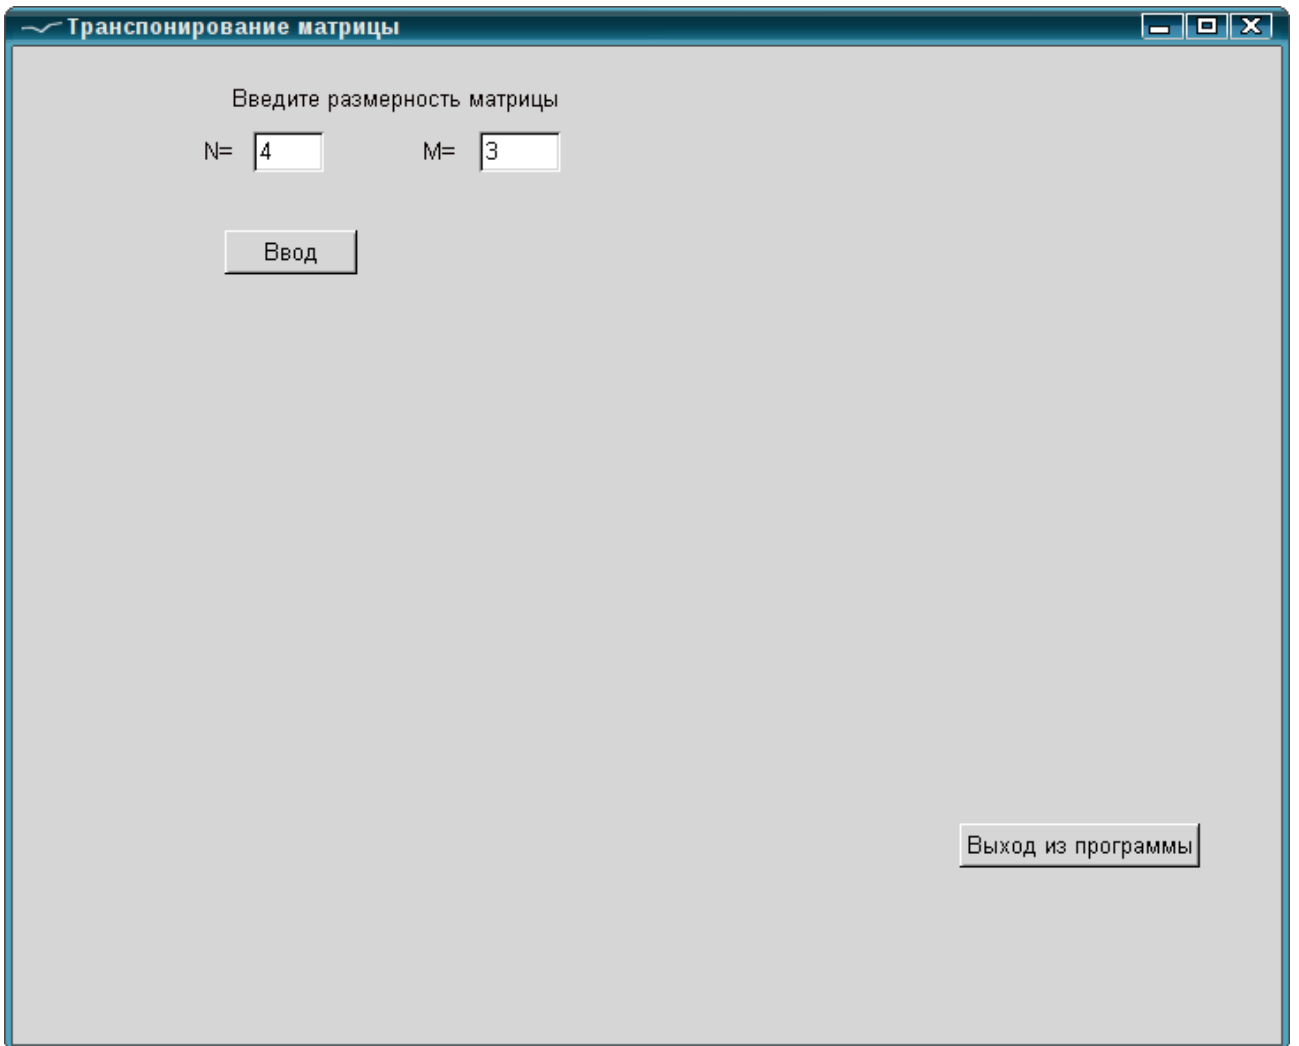 Транспонирование матрицы
Введите размерность матрицы
N= 4 M= 3
Ввод
Выход из программы